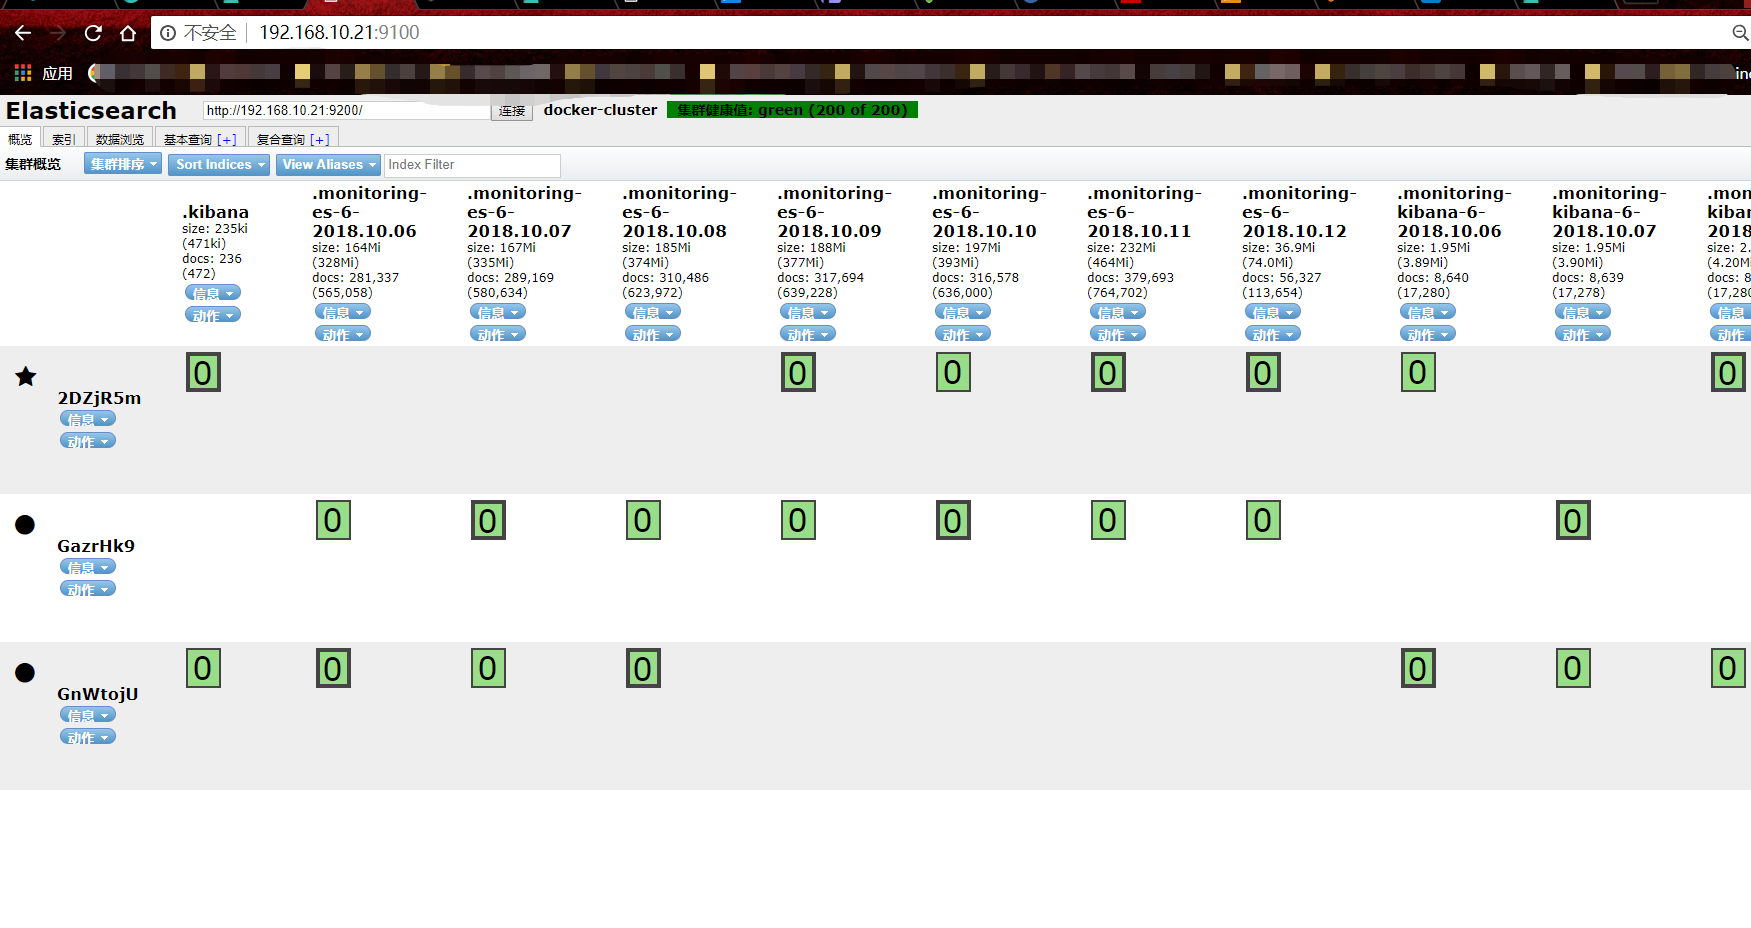 不安全 192.168.10.21:9100
应用
Elasticsearch http://192.168.10.21:9200/ 连接 docker-cluster 集群健康值: green (200 of 200)
概览 索引 数据浏览 基本查询 [+] 复合查询 [+]
集群概览 集群排序 Sort Indices View Aliases Index Filter
.kibana
size: 235ki
(471ki)
docs: 236
(472)
信息
动作
.monitoring-
es-6-
2018.10.06
size: 164Mi
(328Mi)
docs: 281,337
(565,058)
信息
动作
.monitoring-
es-6-
2018.10.07
size: 167Mi
(335Mi)
docs: 289,169
(580,634)
信息
动作
.monitoring-
es-6-
2018.10.08
size: 185Mi
(374Mi)
docs: 310,486
(623,972)
信息
动作
.monitoring-
es-6-
2018.10.09
size: 188Mi
(377Mi)
docs: 317,694
(639,228)
信息
动作
.monitoring-
es-6-
2018.10.10
size: 197Mi
(393Mi)
docs: 316,578
(636,000)
信息
动作
.monitoring-
es-6-
2018.10.11
size: 232Mi
(464Mi)
docs: 379,693
(764,702)
信息
动作
.monitoring-
es-6-
2018.10.12
size: 36.9Mi
(74.0Mi)
docs: 56,327
(113,654)
信息
动作
.monitoring-
kibana-6-
2018.10.06
size: 1.95Mi
(3.89Mi)
docs: 8,640
(17,280)
信息
动作
.monitoring-
kibana-6-
2018.10.07
size: 1.95Mi
(3.90Mi)
docs: 8,639
(17,278)
信息
动作
.mon
kibar
2018
size: 2.
(4.20Mi
docs: 8
(17,280
信息
动作
0 0 0 0 0 0 0
2DZjR5m
信息
动作
0 0 0 0 0 0 0 0
GazrHk9
信息
动作
0 0 0 0 0 0 0
GnWtojU
信息
动作